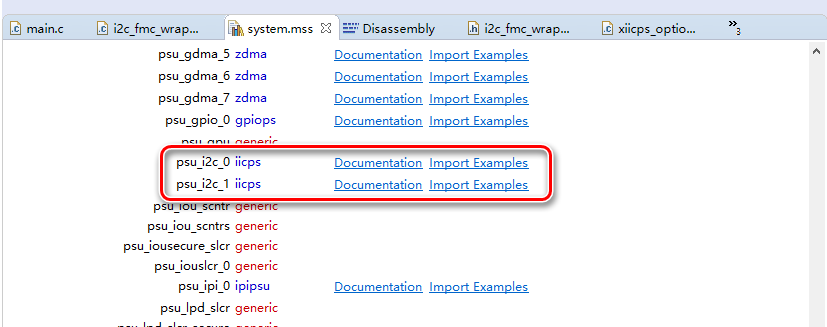 main.c i2c_fmc_wrap... system.mss Disassembly i2c_fmc_wrap... xiicps_optio... »3
psu_gdma_5 zdma Documentation Import Examples
psu_gdma_6 zdma Documentation Import Examples
psu_gdma_7 zdma Documentation Import Examples
psu_gpio_0 gpiops Documentation Import Examples
psu_gpu generic
psu_i2c_0 iicps Documentation Import Examples
psu_i2c_1 iicps Documentation Import Examples
psu_iou_scntr generic
psu_iou_scntrs generic
psu_iousecure_slcr generic
psu_iouslcr_0 generic
psu_ipi_0 ipipsu Documentation Import Examples
psu_lpd_slcr generic
psu_lpd_slcr_secure generic